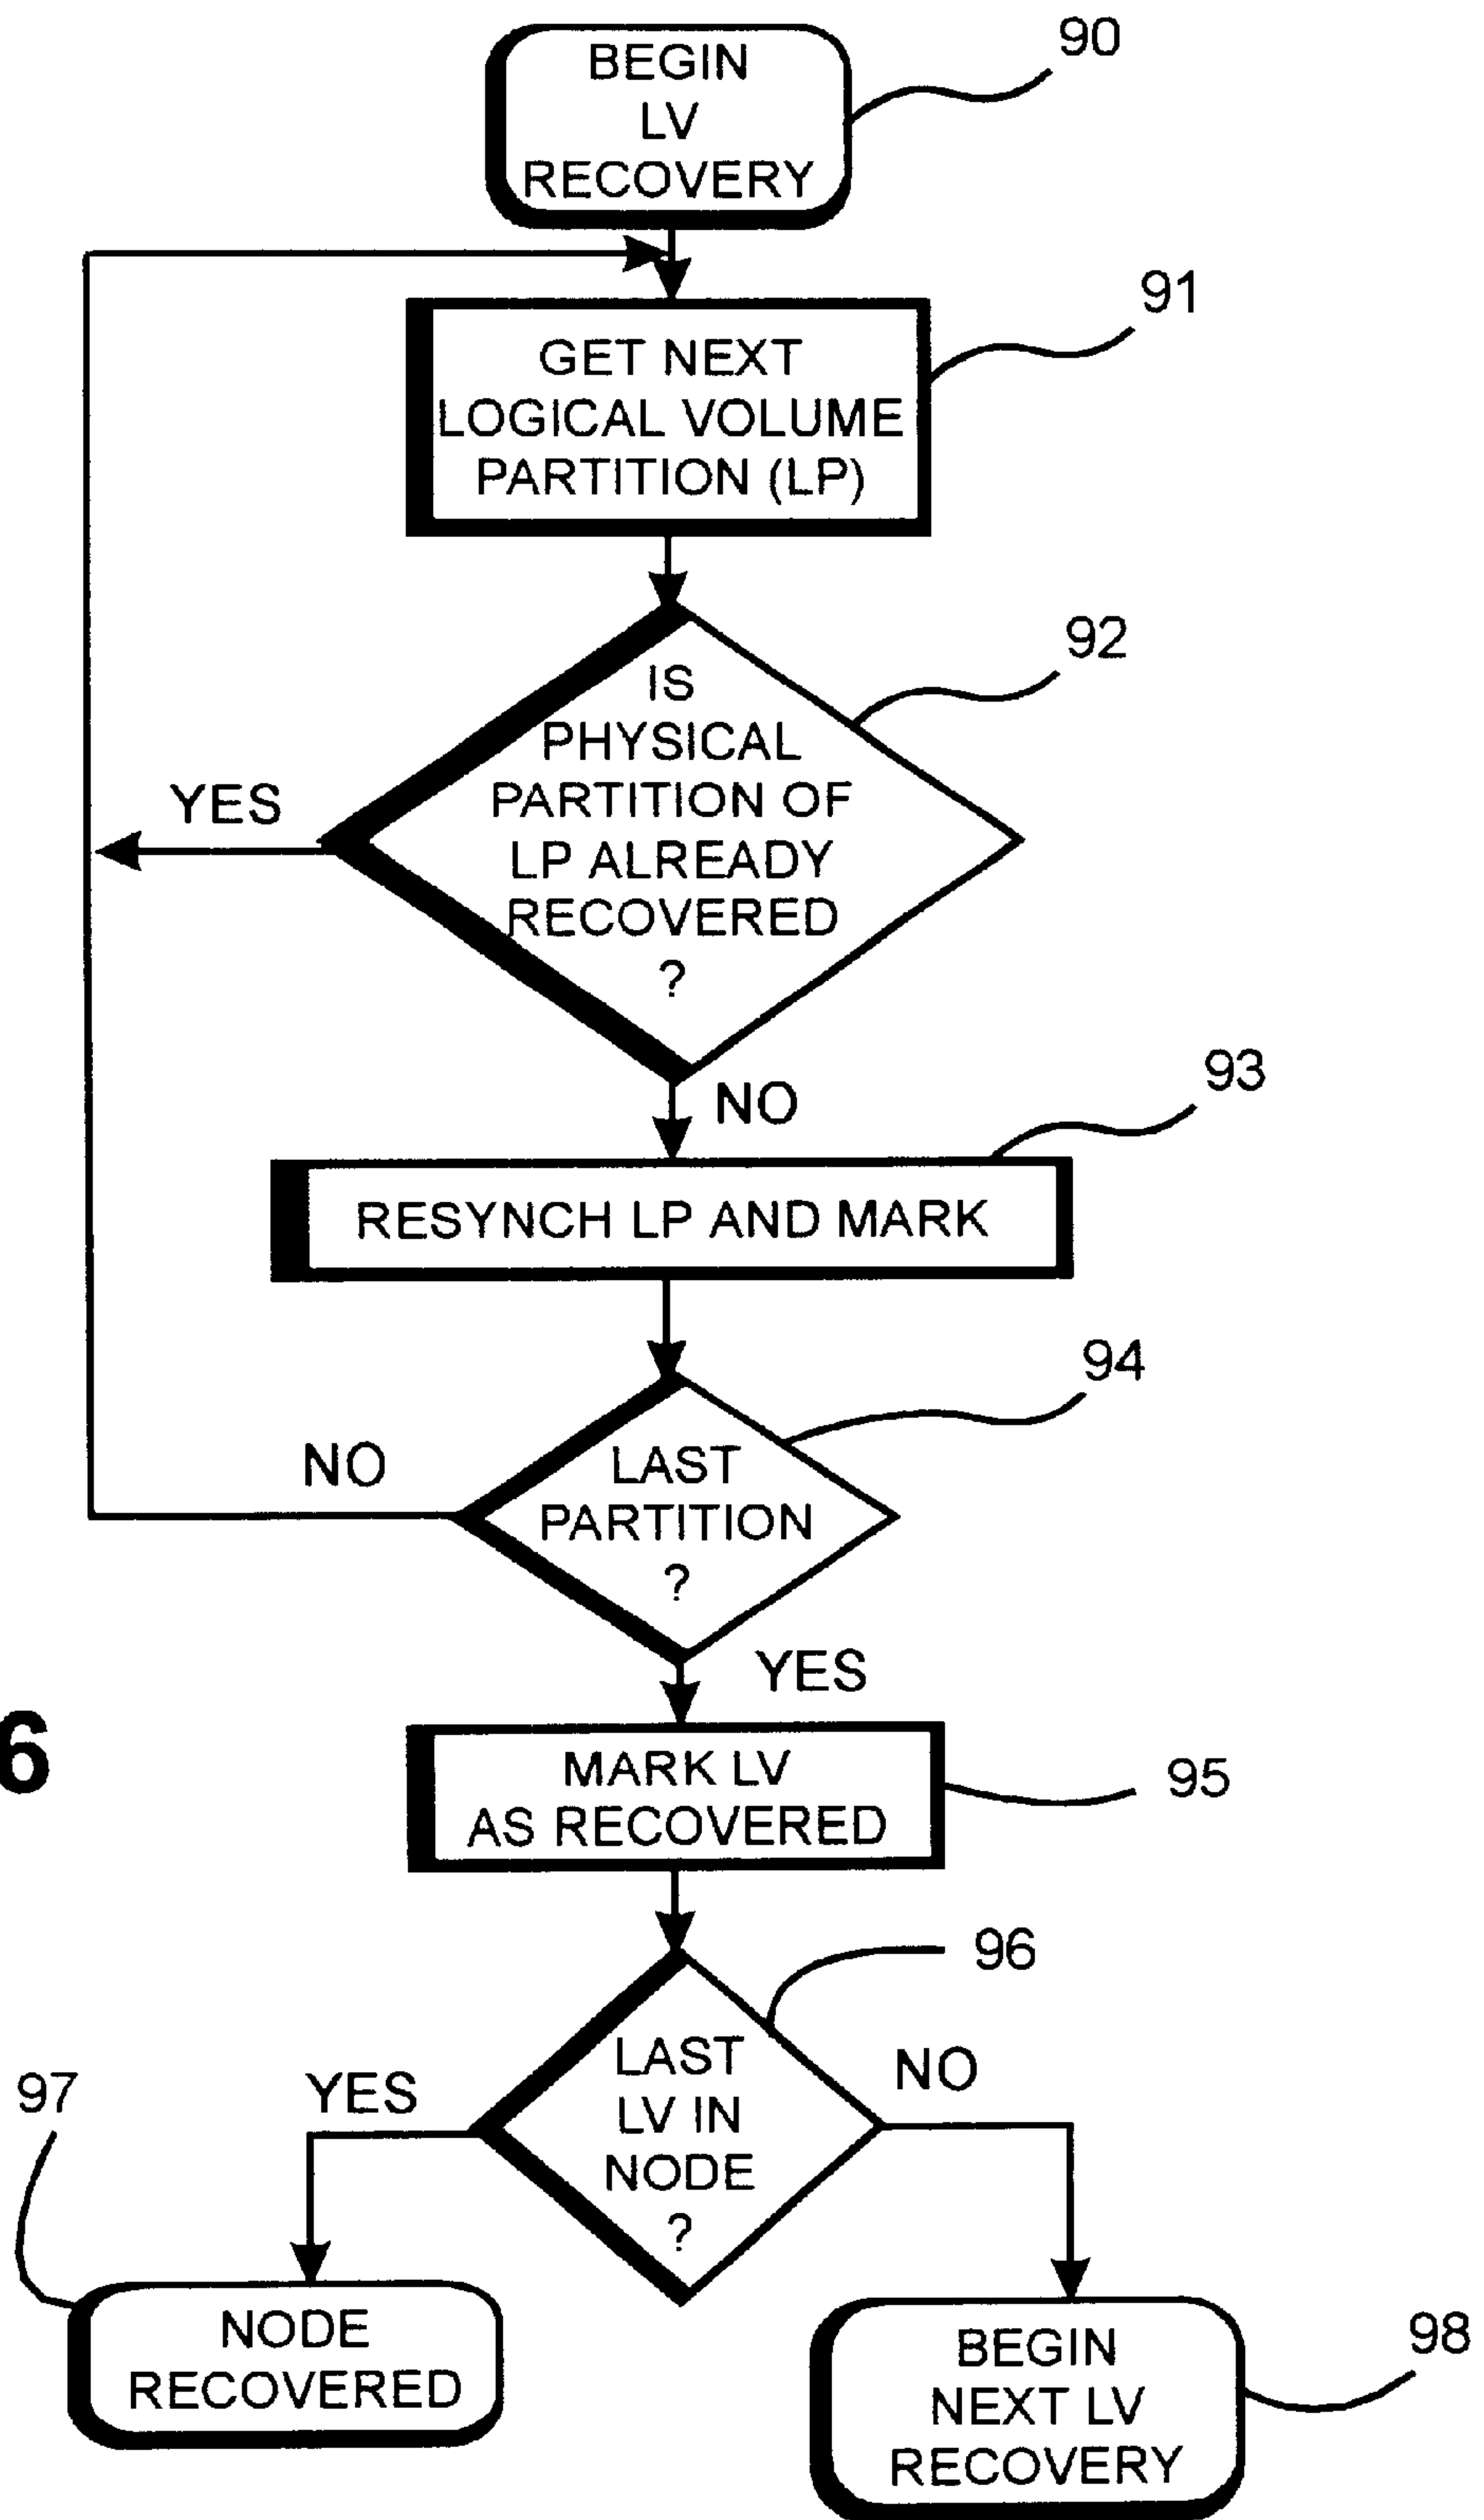 90
BEGIN
LV
RECOVERY
91
GET NEXT
LOGICAL VOLUME
PARTITION (LP)
92
IS
PHYSICAL
PARTITION OF
LP ALREADY
RECOVERED
?
YES
NO
93
RESYNCH LP AND MARK
94
LAST
PARTITION
?
NO
YES
6
MARK LV
AS RECOVERED
95
96
LAST
LV IN
NODE
?
YES
NO
97
NODE
RECOVERED
98
BEGIN
NEXT LV
RECOVERY